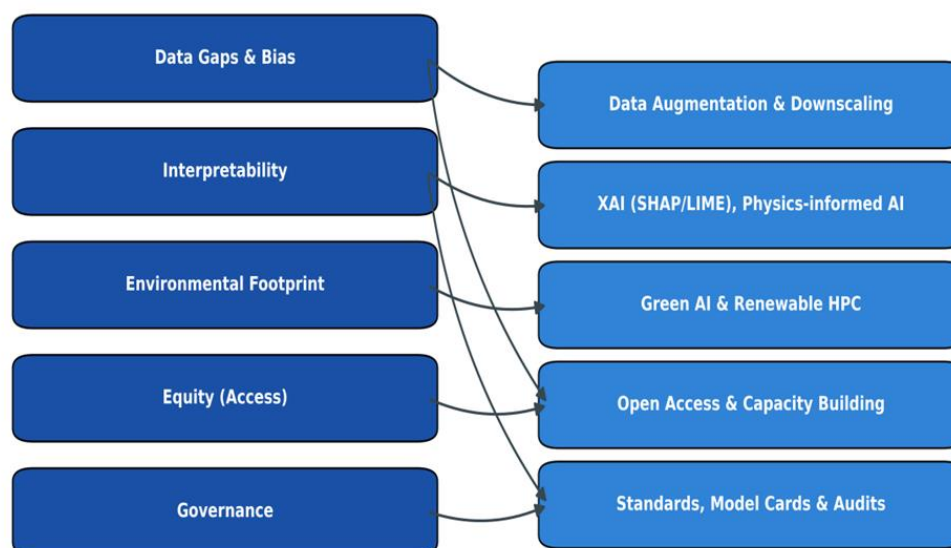 Data Gaps & Bias
Interpretability
Environmental Footprint
Equity (Access)
Governance
Data Augmentation & Downscaling
XAI (SHAP/LIME), Physics-informed AI
Green AI & Renewable HPC
Open Access & Capacity Building
Standards, Model Cards & Audits